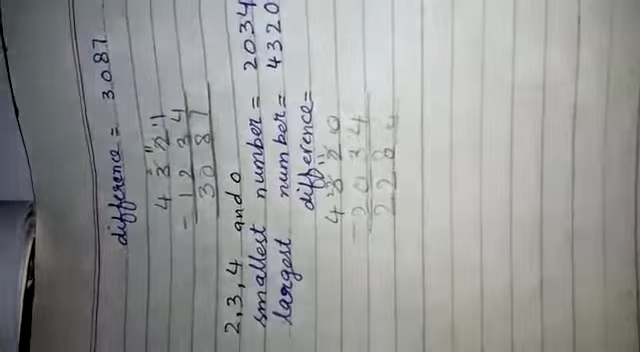 difference = 3087
4321
- 1234
3087
2, 3, 4 and 0
smallest number = 2034
largest number = 4320
difference=
4320
- 2034